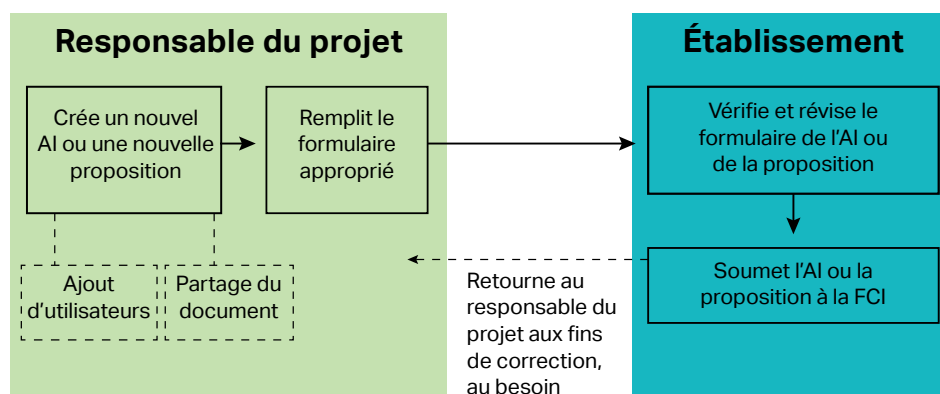 Responsable du projet
Crée un nouvel
AI ou une nouvelle
proposition
Remplit le
formulaire
approprié
Ajout
d'utilisateurs
Partage du
document
Retourne au
responsable du
projet aux fins
de correction,
au besoin
Établissement
Vérifie et révise le
formulaire de l'AI ou
de la proposition
Soumet l'AI ou la
proposition à la FCI